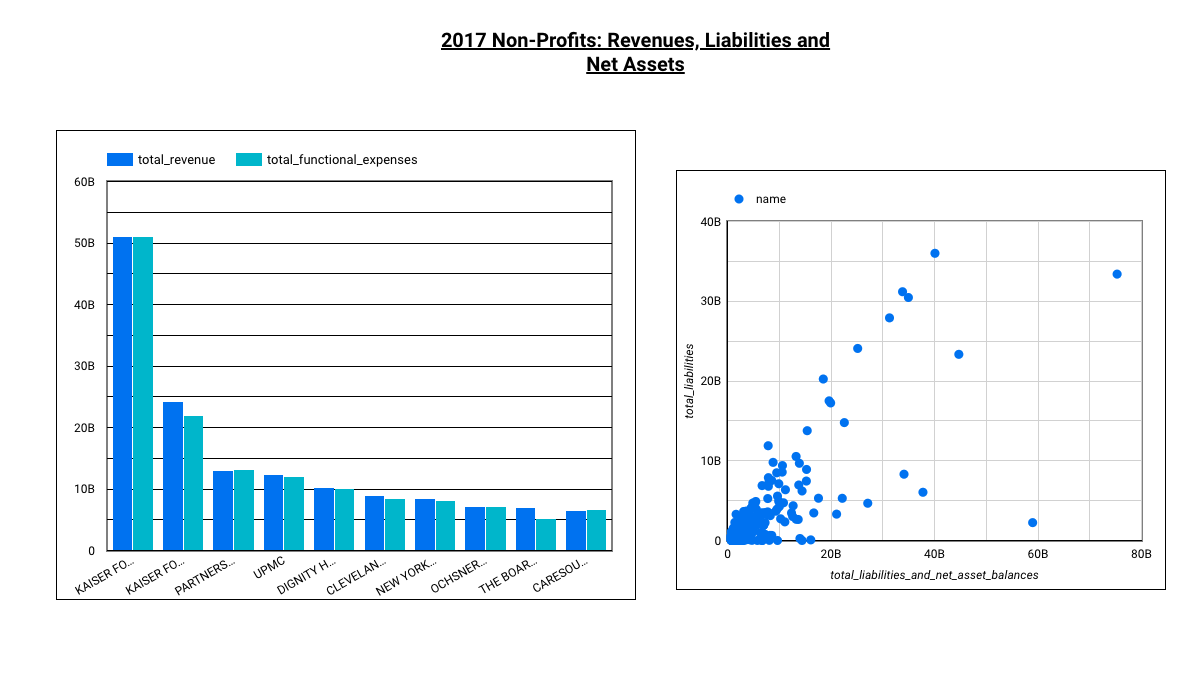 2017 Non-Profits: Revenues, Liabilities and
Net Assets
total_revenue
total_functional_expenses
60B
50B
40B
30B
20B
10B
0
KAISER FO...
KAISER FO...
PARTNERS...
UPMC
DIGNITY H...
CLEVELAN...
NEW YORK...
OCHSNER...
THE BOAR...
CARESOU...
name
total_liabilities
40B
30B
20B
10B
0
0
20B
40B
60B
80B
total_liabilities_and_net_asset_balances